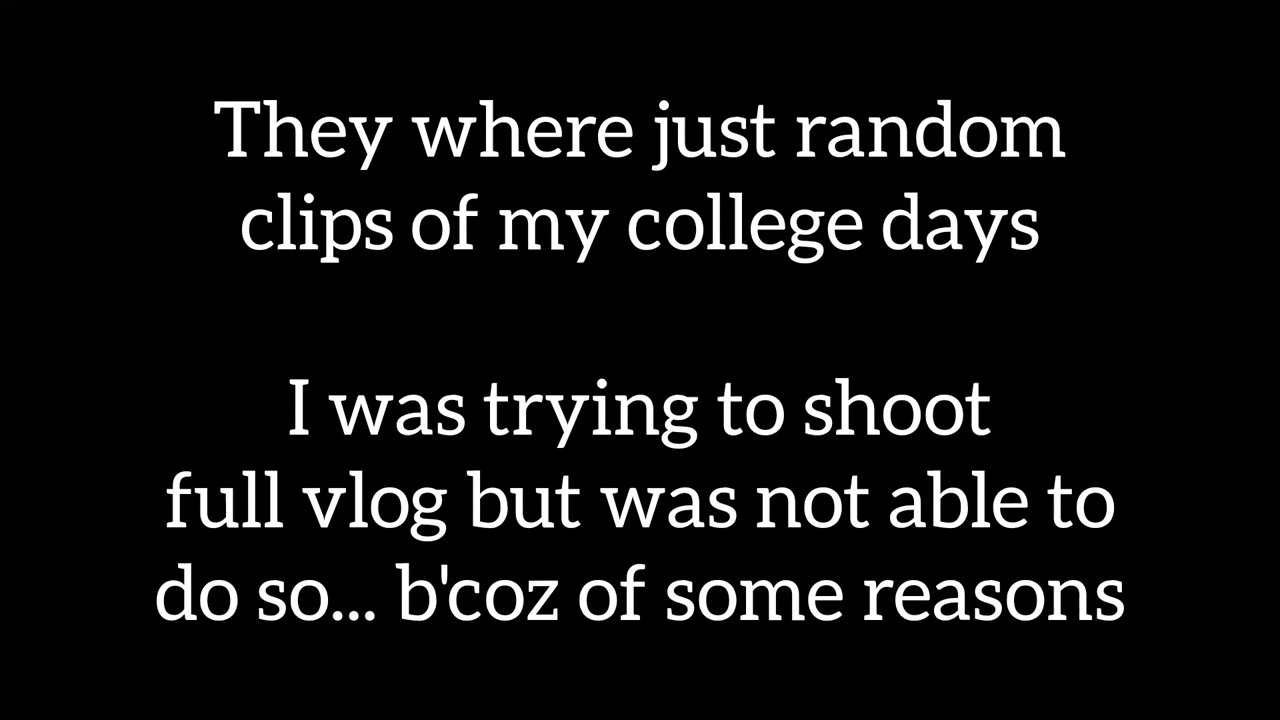 They where just random
clips of my college days
I was trying to shoot
full vlog but was not able to
do so... b'coz of some reasons